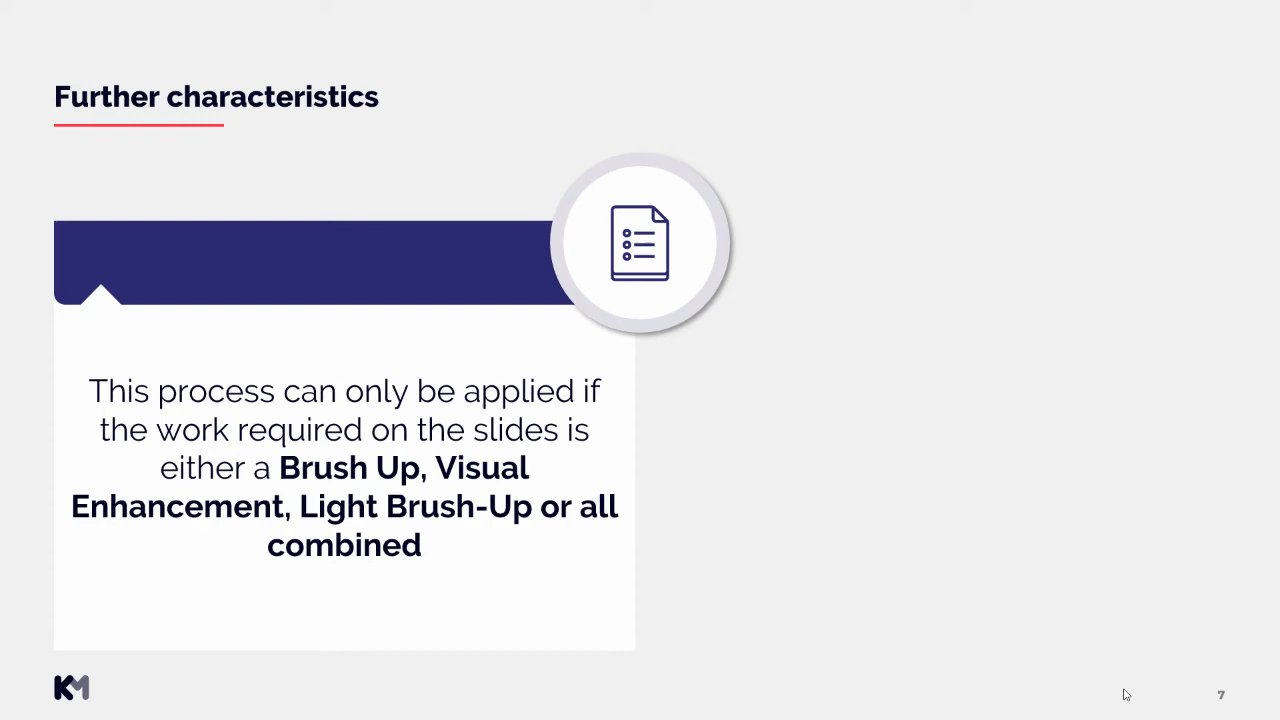 Further characteristics
This process can only be applied if
the work required on the slides is
either a Brush Up, Visual
Enhancement, Light Brush-Up or all
combined
KM
7